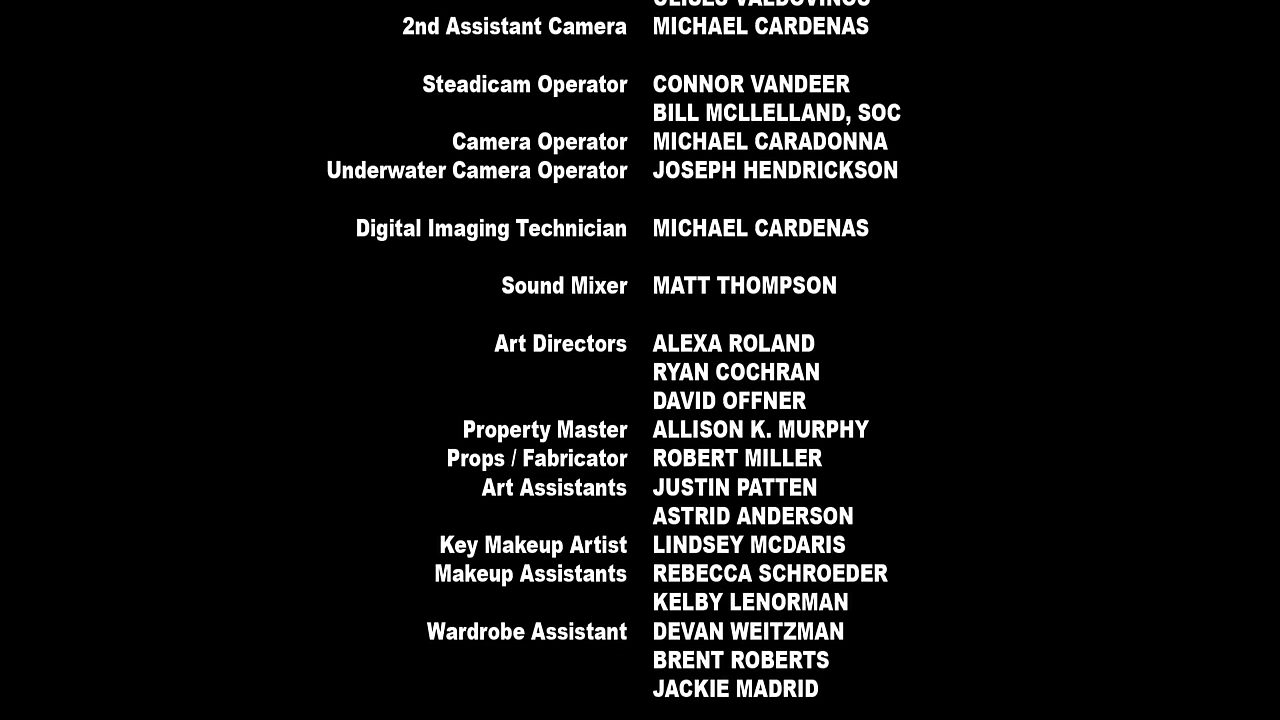 ULISES VALDOVINOS
2nd Assistant Camera MICHAEL CARDENAS
Steadicam Operator CONNOR VANDEER
BILL MCLLELLAND, SOC
Camera Operator MICHAEL CARADONNA
Underwater Camera Operator JOSEPH HENDRICKSON
Digital Imaging Technician MICHAEL CARDENAS
Sound Mixer MATT THOMPSON
Art Directors ALEXA ROLAND
RYAN COCHRAN
DAVID OFFNER
Property Master ALLISON K. MURPHY
Props / Fabricator ROBERT MILLER
Art Assistants JUSTIN PATTEN
ASTRID ANDERSON
Key Makeup Artist LINDSEY MCDARIS
Makeup Assistants REBECCA SCHROEDER
KELBY LENORMAN
Wardrobe Assistant DEVAN WEITZMAN
BRENT ROBERTS
JACKIE MADRID